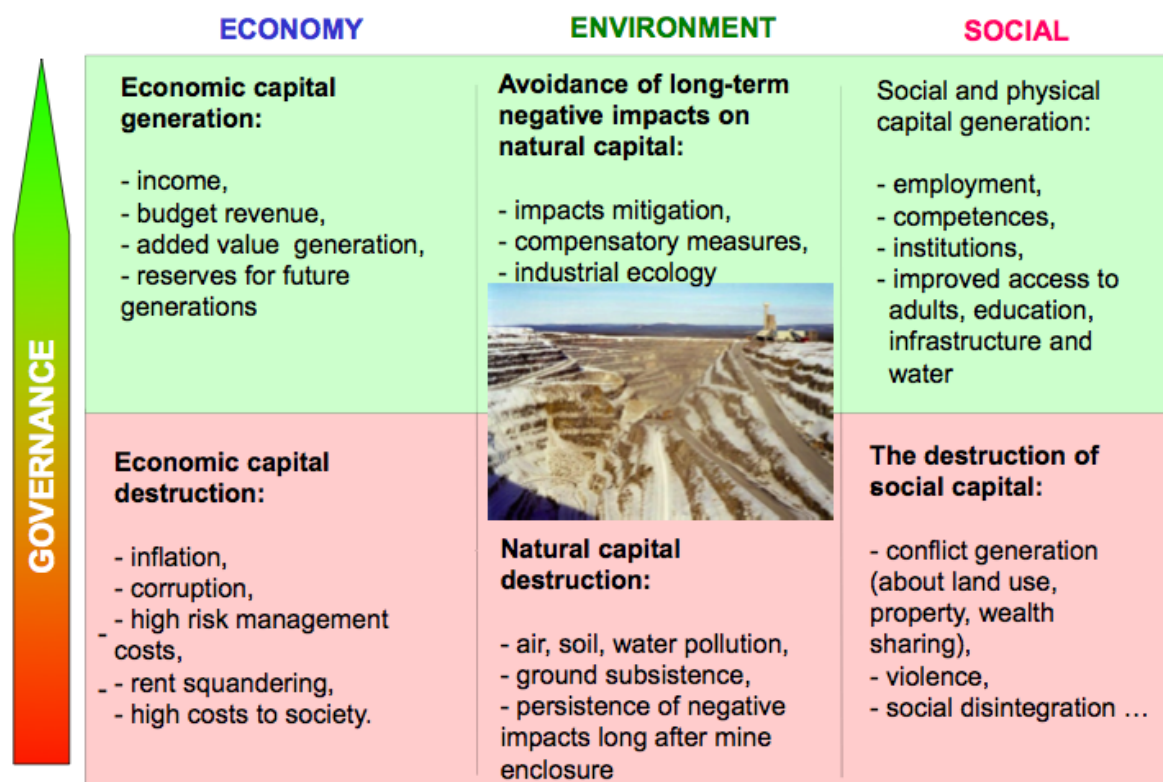 ECONOMY
ENVIRONMENT
SOCIAL
GOVERNANCE
Economic capital
generation:
- income,
- budget revenue,
- added value generation,
- reserves for future
generations
Avoidance of long-term
negative impacts on
natural capital:
- impacts mitigation,
- compensatory measures,
- industrial ecology
Social and physical
capital generation:
- employment,
- competences,
- institutions,
- improved access to
adults, education,
infrastructure and
water
Economic capital
destruction:
- inflation,
- corruption,
- - high risk management
costs,
- - rent squandering,
- high costs to society.
Natural capital
destruction:
- air, soil, water pollution,
- ground subsistence,
- persistence of negative
impacts long after mine
enclosure
The destruction of
social capital:
- conflict generation
(about land use,
property, wealth
sharing),
- violence,
- social disintegration …